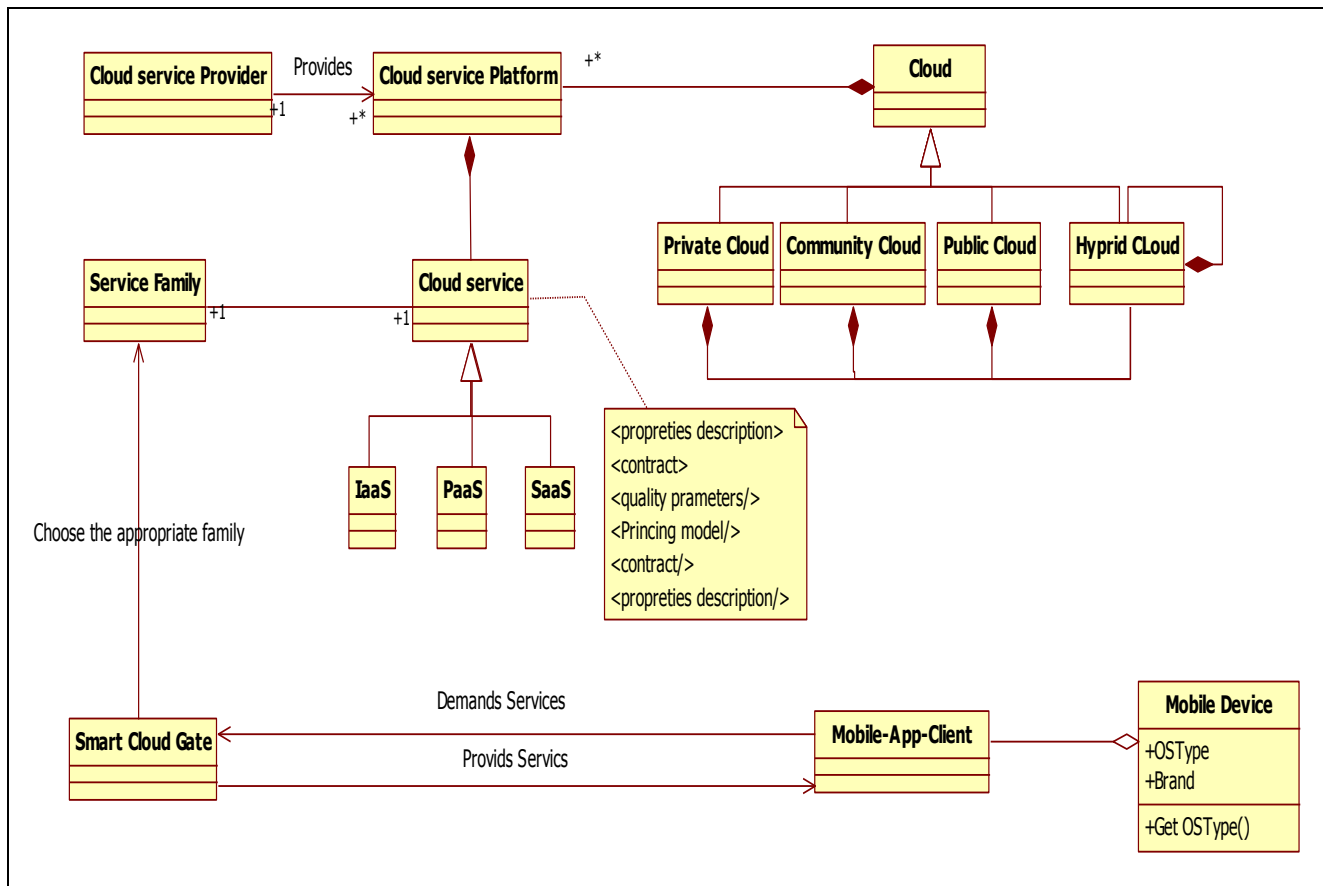 Cloud service Provider
Provides
+1
+*
Cloud service Platform
+*
Cloud
Private Cloud
Community Cloud
Public Cloud
Hyprid CLoud
Service Family
+1
+1
Cloud service
IaaS
PaaS
SaaS
<propreties description>
<contract>
<quality prameters/>
<Princing model/>
<contract/>
<propreties description/>
Choose the appropriate family
Smart Cloud Gate
Demands Services
Provids Servics
Mobile-App-Client
Mobile Device
+OSType
+Brand
+Get OSType()